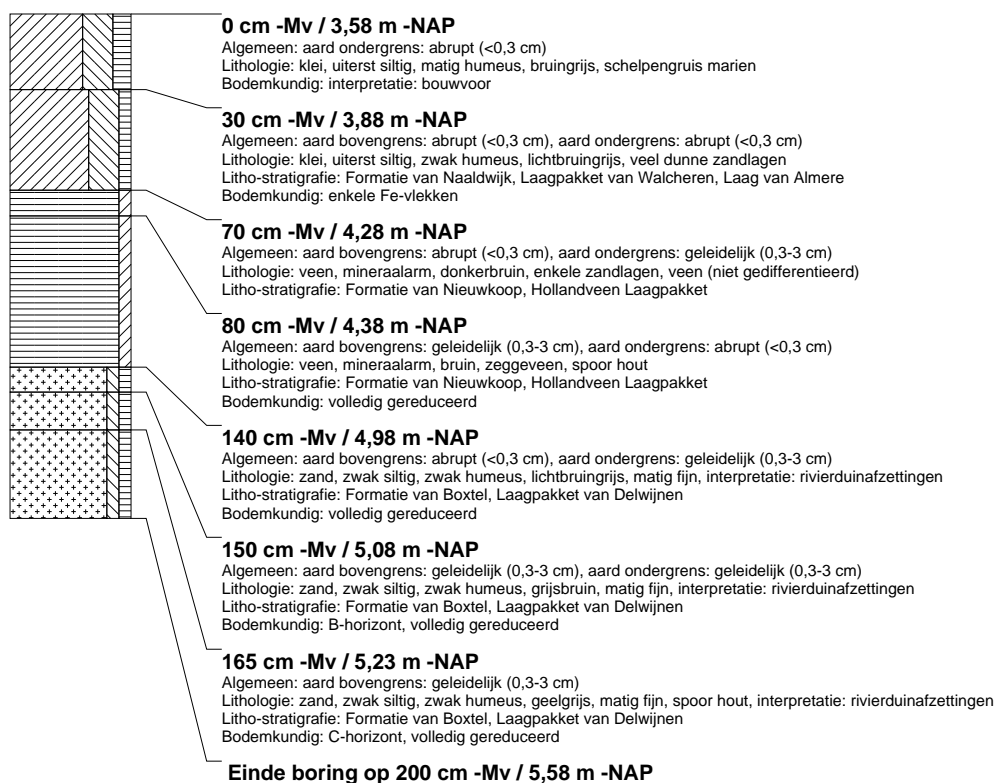 0 cm -Mv / 3,58 m -NAP
Algemeen: aard ondergrens: abrupt (<0,3 cm)
Lithologie: klei, uiterst siltig, matig humeus, bruingrijs, schelpengruis marien
Bodemkundig: interpretatie: bouwvoor
30 cm -Mv / 3,88 m -NAP
Algemeen: aard bovengrens: abrupt (<0,3 cm), aard ondergrens: abrupt (<0,3 cm)
Lithologie: klei, uiterst siltig, zwak humeus, lichtbruingrijs, veel dunne zandlagen
Litho-stratigrafie: Formatie van Naaldwijk, Laagpakket van Walcheren, Laag van Almere
Bodemkundig: enkele Fe-vlekken
70 cm -Mv / 4,28 m -NAP
Algemeen: aard bovengrens: abrupt (<0,3 cm), aard ondergrens: geleidelijk (0,3-3 cm)
Lithologie: veen, mineraalarm, donkerbruin, enkele zandlagen, veen (niet gedifferentieerd)
Litho-stratigrafie: Formatie van Nieuwkoop, Hollandveen Laagpakket
80 cm -Mv / 4,38 m -NAP
Algemeen: aard bovengrens: geleidelijk (0,3-3 cm), aard ondergrens: abrupt (<0,3 cm)
Lithologie: veen, mineraalarm, bruin, zeggeveen, spoor hout
Litho-stratigrafie: Formatie van Nieuwkoop, Hollandveen Laagpakket
Bodemkundig: volledig gereduceerd
140 cm -Mv / 4,98 m -NAP
Algemeen: aard bovengrens: abrupt (<0,3 cm), aard ondergrens: geleidelijk (0,3-3 cm)
Lithologie: zand, zwak siltig, zwak humeus, lichtbruingrijs, matig fijn, interpretatie: rivierduinafzettingen
Litho-stratigrafie: Formatie van Boxtel, Laagpakket van Delwijnen
Bodemkundig: volledig gereduceerd
150 cm -Mv / 5,08 m -NAP
Algemeen: aard bovengrens: geleidelijk (0,3-3 cm), aard ondergrens: geleidelijk (0,3-3 cm)
Lithologie: zand, zwak siltig, zwak humeus, grijsbruin, matig fijn, interpretatie: rivierduinafzettingen
Litho-stratigrafie: Formatie van Boxtel, Laagpakket van Delwijnen
Bodemkundig: B-horizont, volledig gereduceerd
165 cm -Mv / 5,23 m -NAP
Algemeen: aard bovengrens: geleidelijk (0,3-3 cm)
Lithologie: zand, zwak siltig, zwak humeus, geelgrijs, matig fijn, spoor hout, interpretatie: rivierduinafzettingen
Litho-stratigrafie: Formatie van Boxtel, Laagpakket van Delwijnen
Bodemkundig: C-horizont, volledig gereduceerd
Einde boring op 200 cm -Mv / 5,58 m -NAP